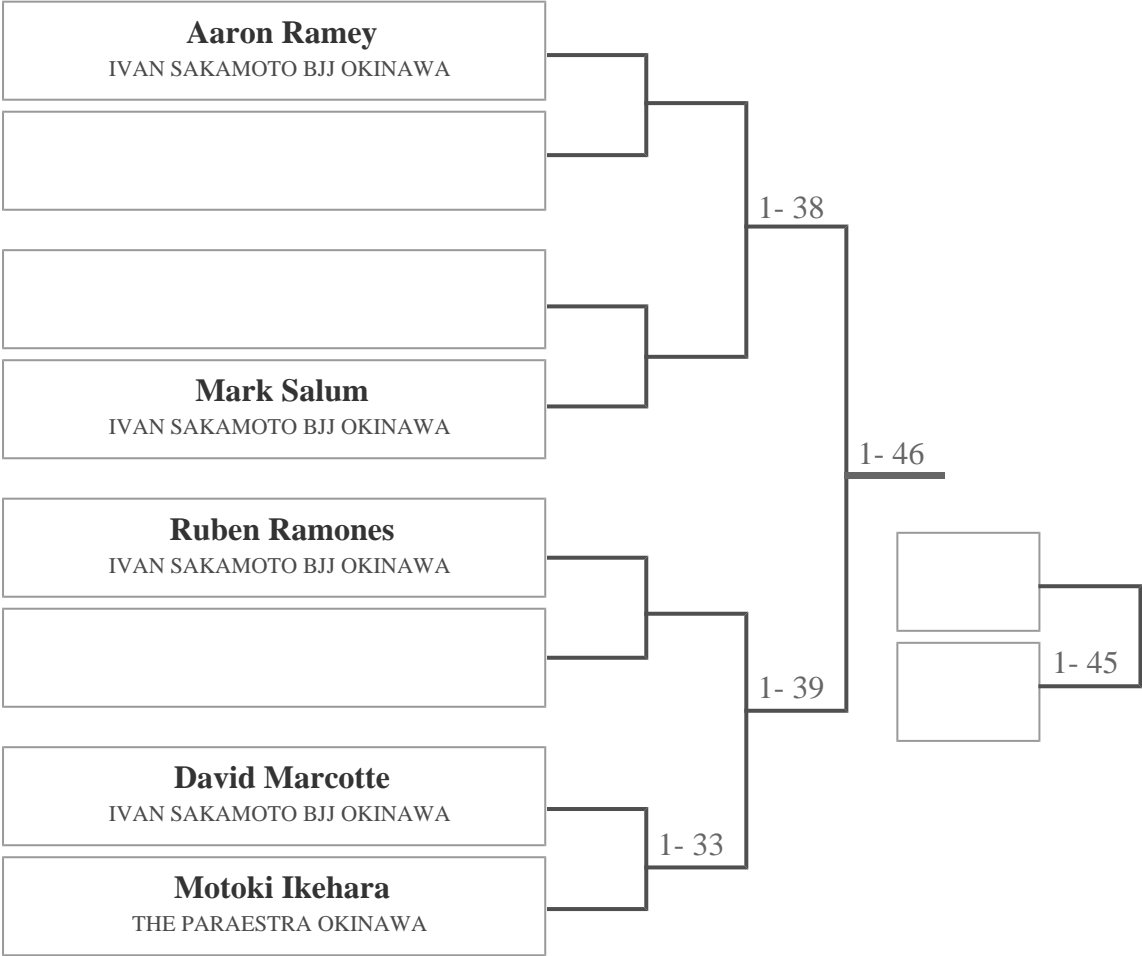 Aaron Ramey
IVAN SAKAMOTO BJJ OKINAWA
1- 38
Mark Salum
IVAN SAKAMOTO BJJ OKINAWA
1- 46
Ruben Ramones
IVAN SAKAMOTO BJJ OKINAWA
1- 45
1- 39
David Marcotte
IVAN SAKAMOTO BJJ OKINAWA
1- 33
Motoki Ikehara
THE PARAESTRA OKINAWA